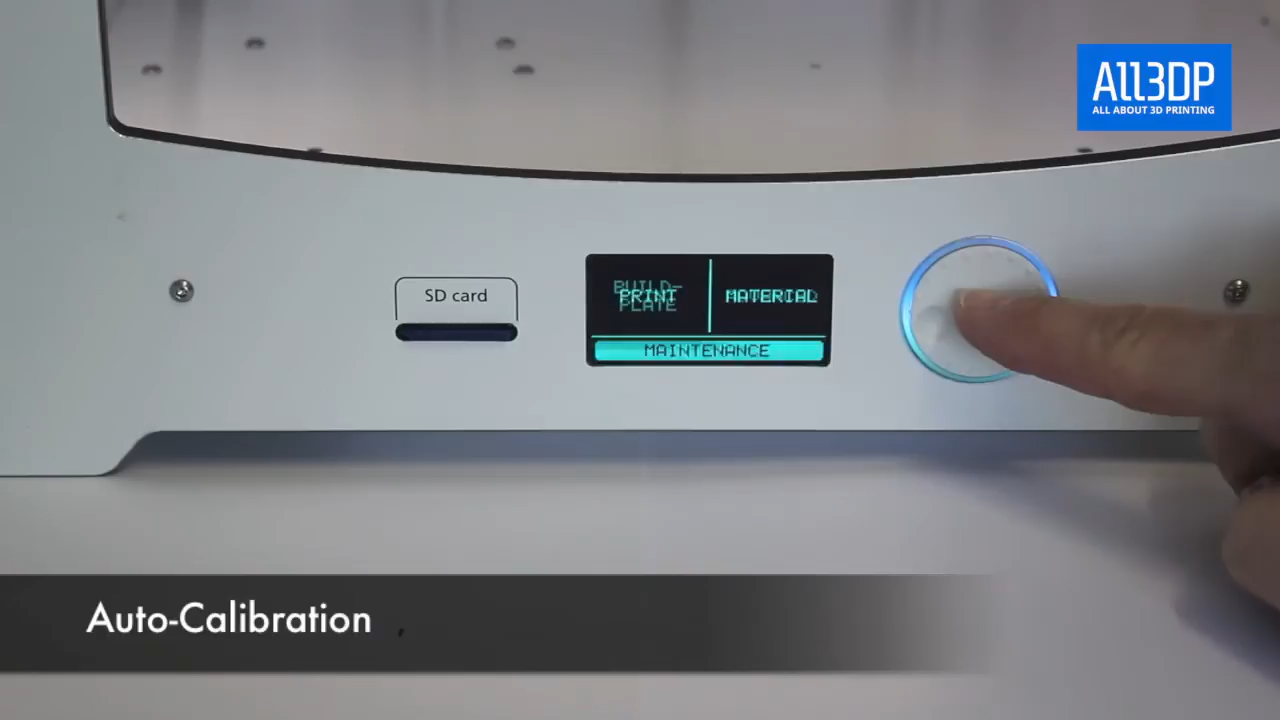 All3DP
ALL ABOUT 3D PRINTING
SD card
BUILD-
PRINT
PLATE
MATERIAL
MAINTENANCE
Auto-Calibration